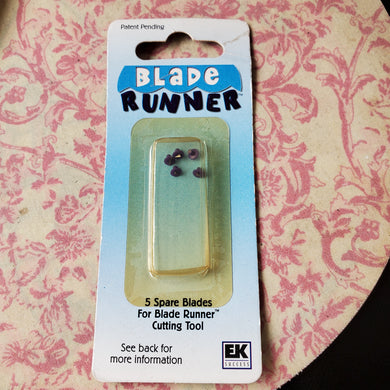 Patent Pending
BLADE
RUNNER
5 Spare Blades
For Blade Runner™
Cutting Tool
See back for
more information
EK
SUCCESS